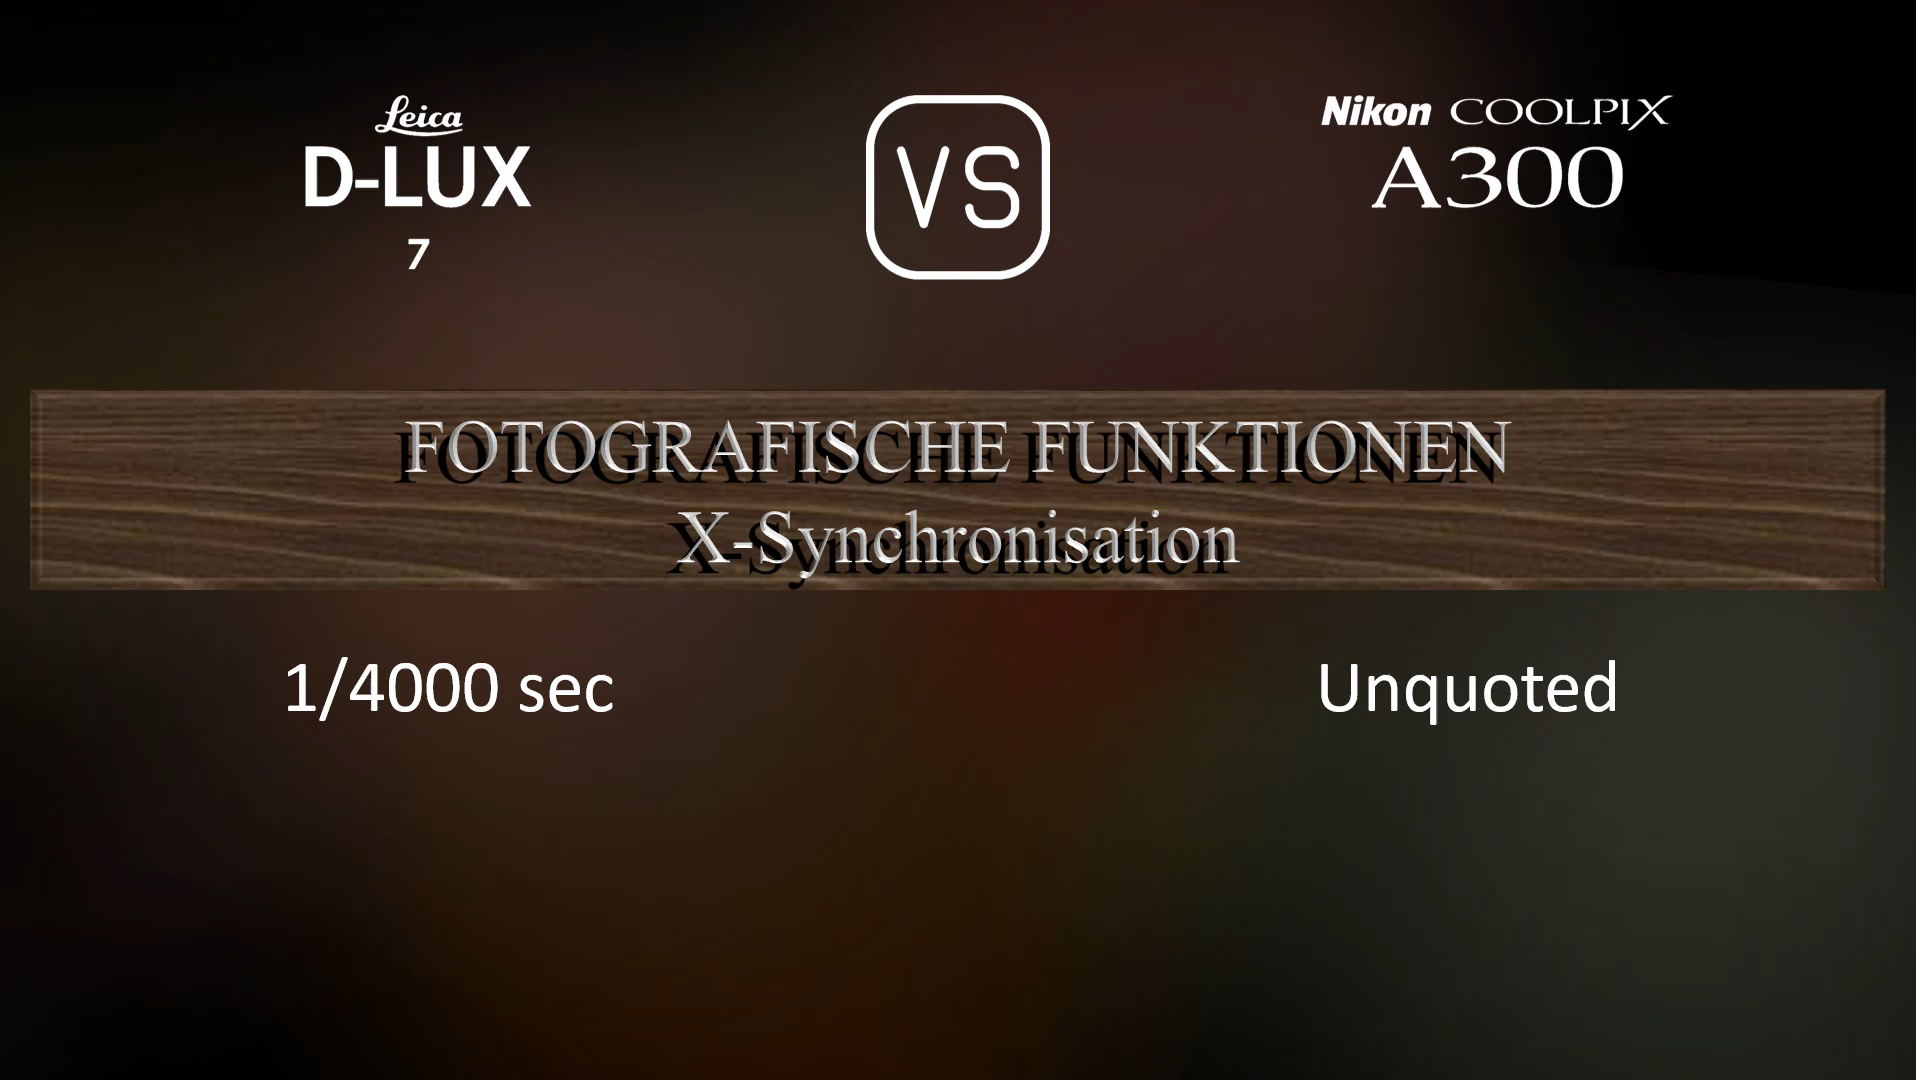 Leica
D-LUX
7
VS
Nikon COOLPIX
A300
FOTOGRAFISCHE FUNKTIONEN
X-Synchronisation
1/4000 sec
Unquoted